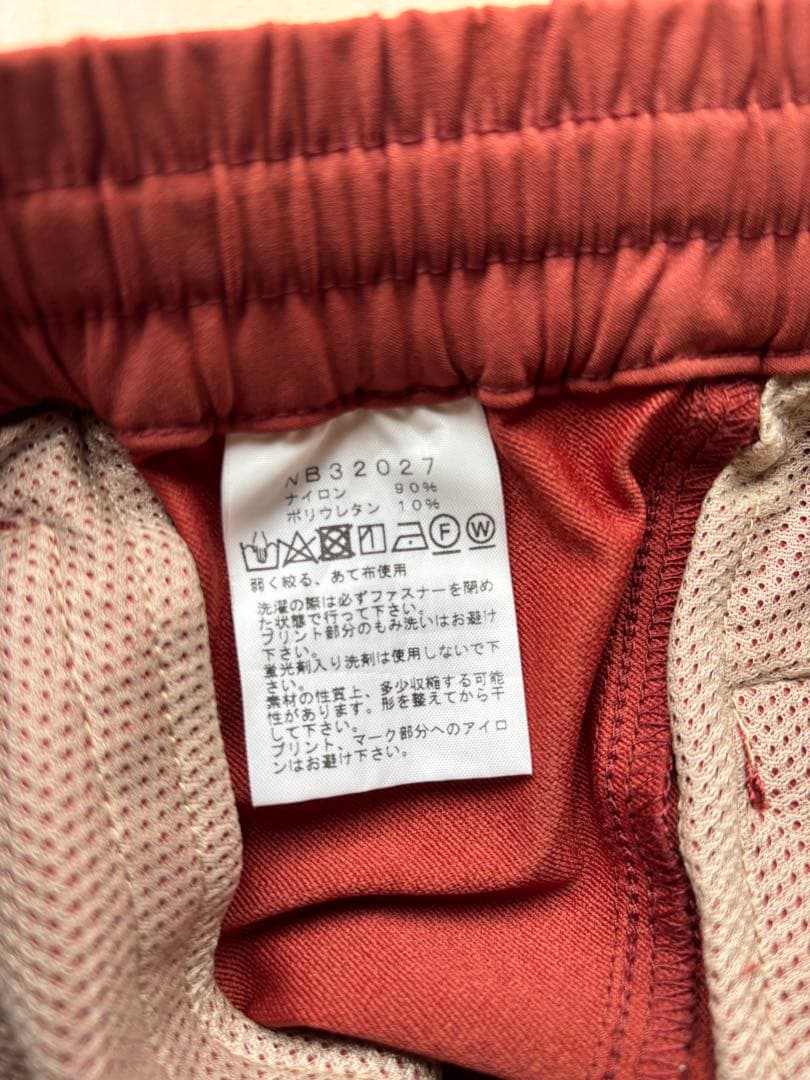 NB32027
ナイロン 90%
ポリウレタン 10%
F W
弱く絞る、あて布使用
洗濯の際は必ずファスナーを閉め
た状態で行って下さい。
プリント部分のもみ洗いはお避け
下さい。
蛍光剤入り洗剤は使用しないで下
さい。
素材の性質上、多少収縮する可能
性があります。形を整えてから干
して下さい。
プリント、マーク部分へのアイロ
ンはお避け下さい。